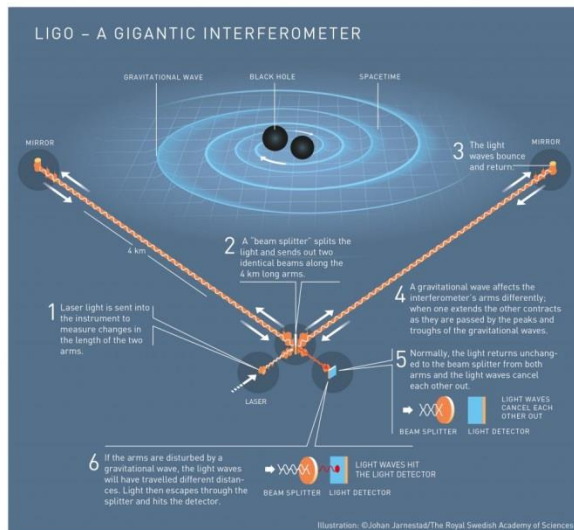 LIGO – A GIGANTIC INTERFEROMETER
GRAVITATIONAL WAVE
BLACK HOLE
SPACETIME
MIRROR
MIRROR
3 The light
waves bounce
and return.
4 km
2 A "beam splitter" splits the
light and sends out two
identical beams along the
4 km long arms.
1 Laser light is sent into
the instrument to
measure changes in
the length of the two
arms.
4 A gravitational wave affects the
interferometer's arms differently;
when one extends the other contracts
as they are passed by the peaks and
troughs of the gravitational waves.
5 Normally, the light returns unchan-
ged to the beam splitter from both
arms and the light waves cancel
each other out.
LASER
LIGHT WAVES
CANCEL EACH
OTHER OUT
BEAM SPLITTER
LIGHT DETECTOR
6 If the arms are disturbed by a
gravitational wave, the light waves
will have travelled different distan-
ces. Light then escapes through the
splitter and hits the detector.
LIGHT WAVES HIT
THE LIGHT DETECTOR
BEAM SPLITTER
LIGHT DETECTOR
Illustration: ©Johan Jarnestad/The Royal Swedish Academy of Sciences